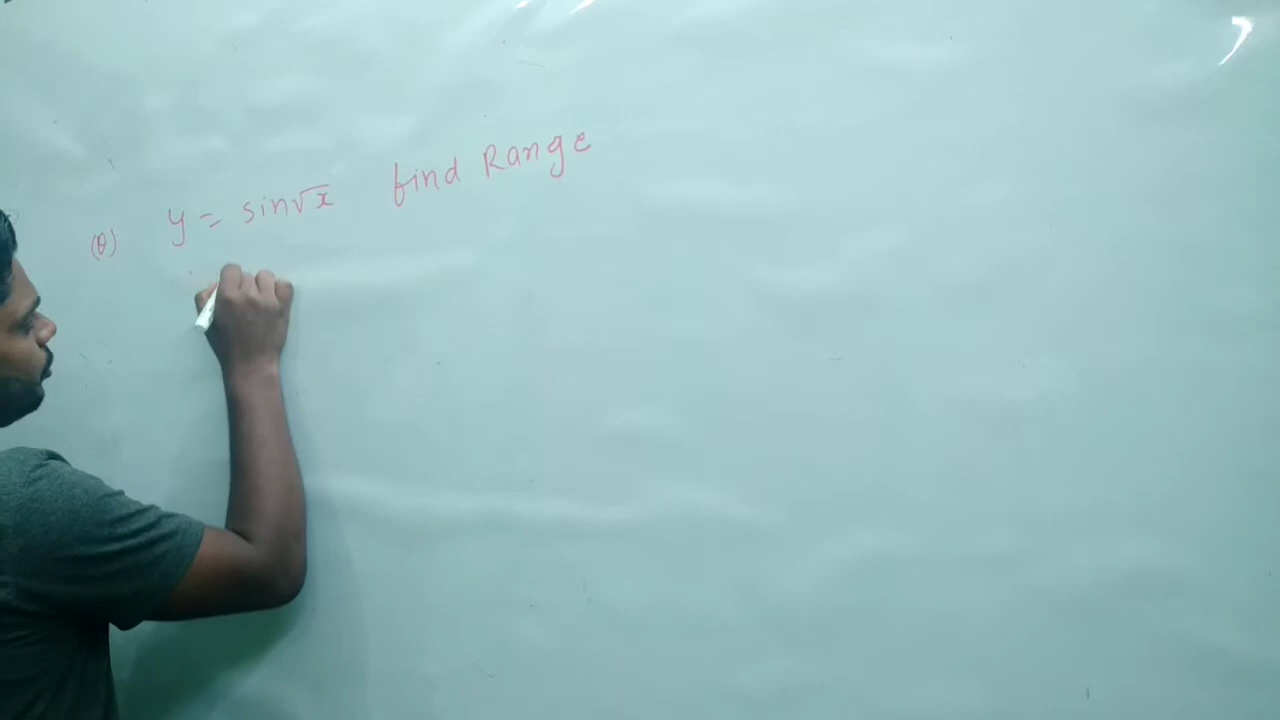 (Q) y = sin√x find Range